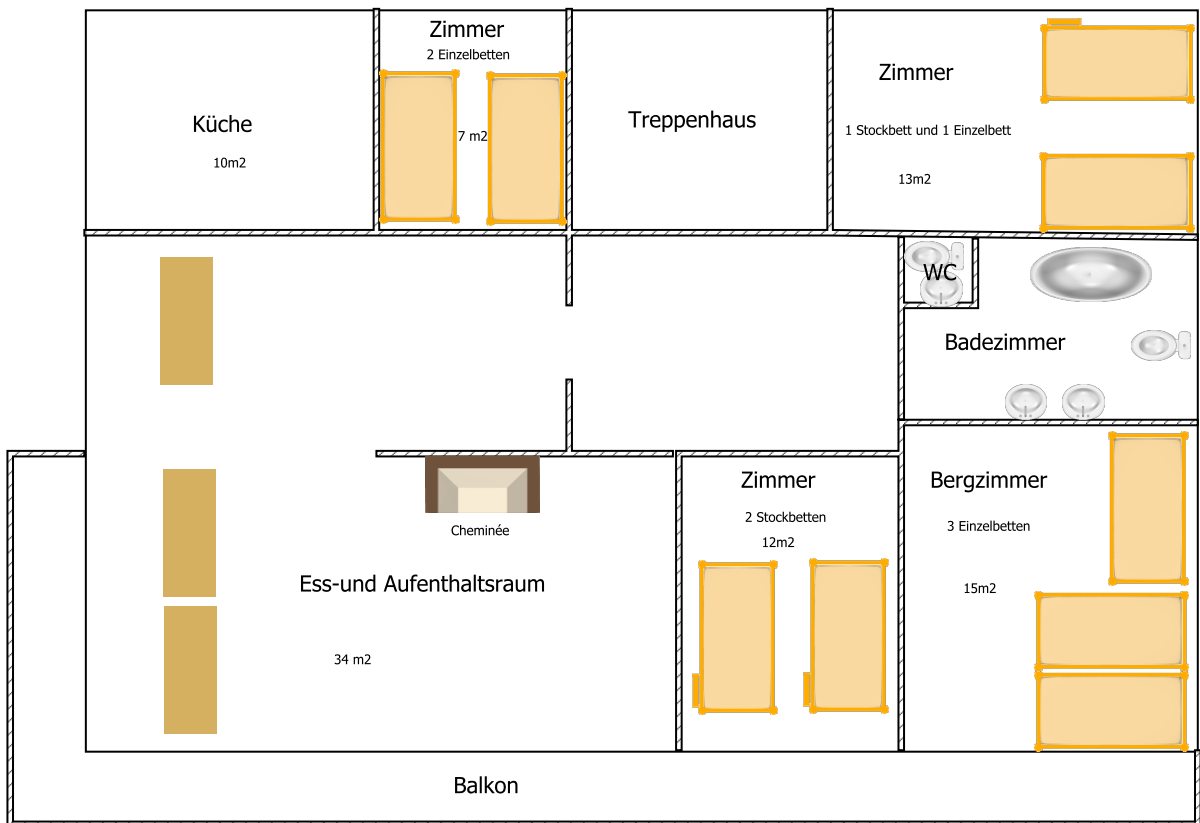 Küche
10m2
Zimmer
2 Einzelbetten
7 m2
Treppenhaus
Zimmer
1 Stockbett und 1 Einzelbett
13m2
WC
Badezimmer
Cheminée
Ess-und Aufenthaltsraum
34 m2
Zimmer
2 Stockbetten
12m2
Bergzimmer
3 Einzelbetten
15m2
Balkon